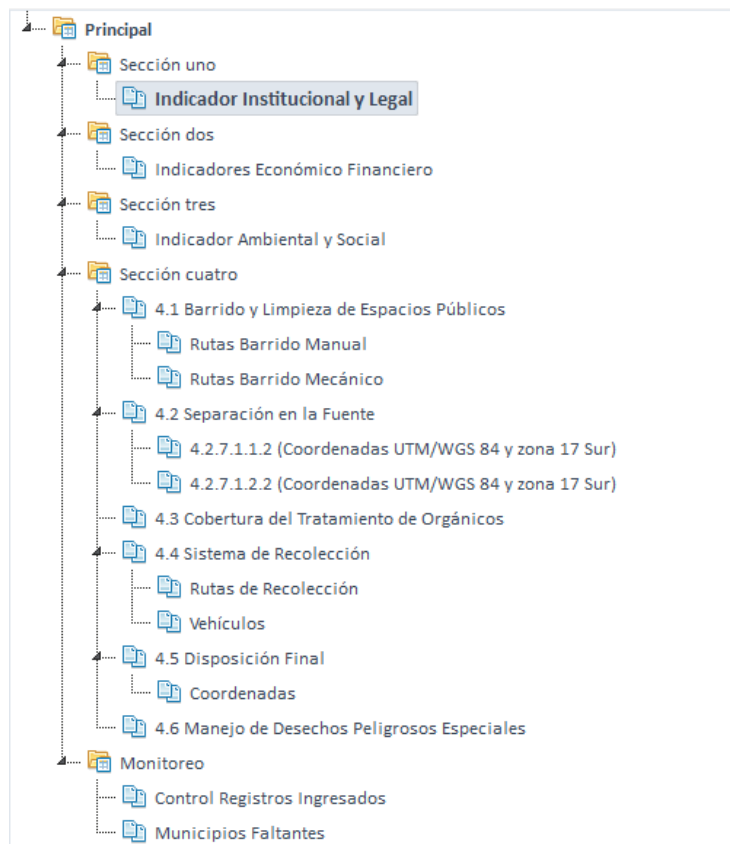 Principal
Sección uno
Indicador Institucional y Legal
Sección dos
Indicadores Económico Financiero
Sección tres
Indicador Ambiental y Social
Sección cuatro
4.1 Barrido y Limpieza de Espacios Públicos
Rutas Barrido Manual
Rutas Barrido Mecánico
4.2 Separación en la Fuente
4.2.7.1.1.2 (Coordenadas UTM/WGS 84 y zona 17 Sur)
4.2.7.1.2.2 (Coordenadas UTM/WGS 84 y zona 17 Sur)
4.3 Cobertura del Tratamiento de Orgánicos
4.4 Sistema de Recolección
Rutas de Recolección
Vehículos
4.5 Disposición Final
Coordenadas
4.6 Manejo de Desechos Peligrosos Especiales
Monitoreo
Control Registros Ingresados
Municipios Faltantes